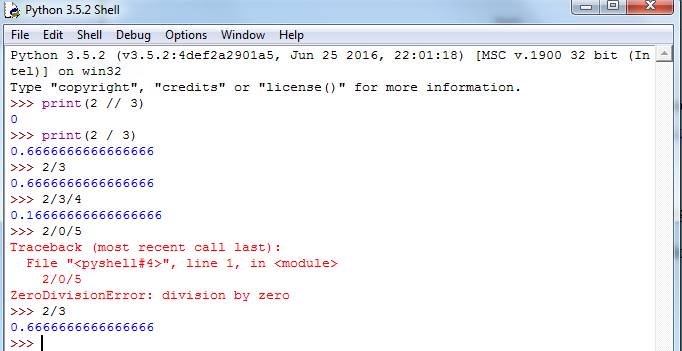 Python 3.5.2 Shell
File Edit Shell Debug Options Window Help
Python 3.5.2 (v3.5.2:4def2a2901a5, Jun 25 2016, 22:01:18) [MSC v.1900 32 bit (In
tel)] on win32
Type "copyright", "credits" or "license()" for more information.
>>> print(2 // 3)
0
>>> print(2 / 3)
0.6666666666666666
>>> 2/3
0.6666666666666666
>>> 2/3/4
0.16666666666666666
>>> 2/0/5
Traceback (most recent call last):
  File "<pyshell#4>", line 1, in <module>
    2/0/5
ZeroDivisionError: division by zero
>>> 2/3
0.6666666666666666
>>>